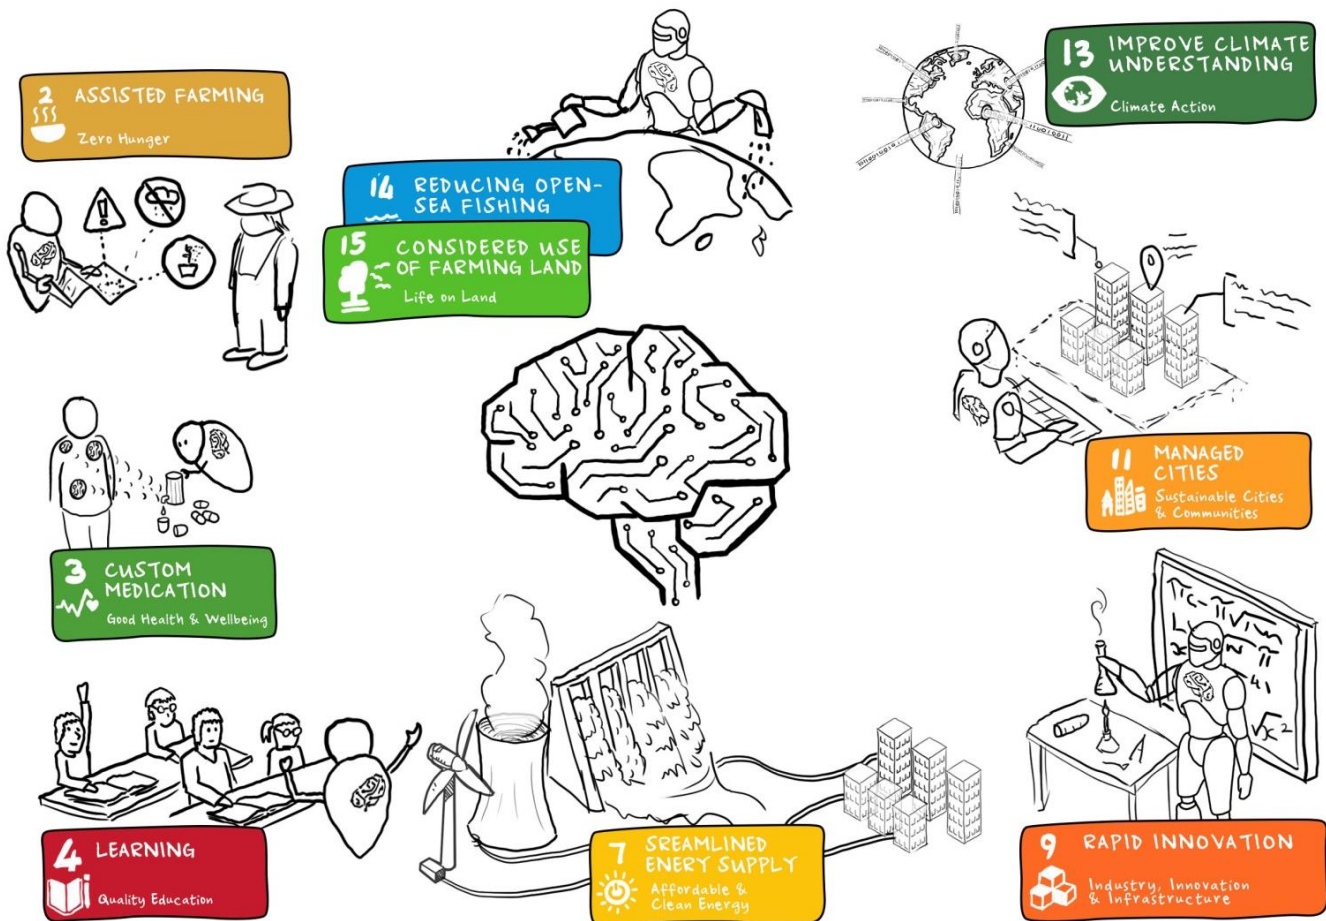 2 ASSISTED FARMING
Zero Hunger
14 REDUCING OPEN-
SEA FISHING
15 CONSIDERED USE
OF FARMING LAND
Life on Land
13 IMPROVE CLIMATE
UNDERSTANDING
Climate Action
11 MANAGED
CITIES
Sustainable Cities
& Communities
3 CUSTOM
MEDICATION
Good Health & Wellbeing
4 LEARNING
Quality Education
7 SREAMLINED
ENERY SUPPLY
Affordable &
Clean Energy
9 RAPID INNOVATION
Industry, Innovation
& Infrastructure